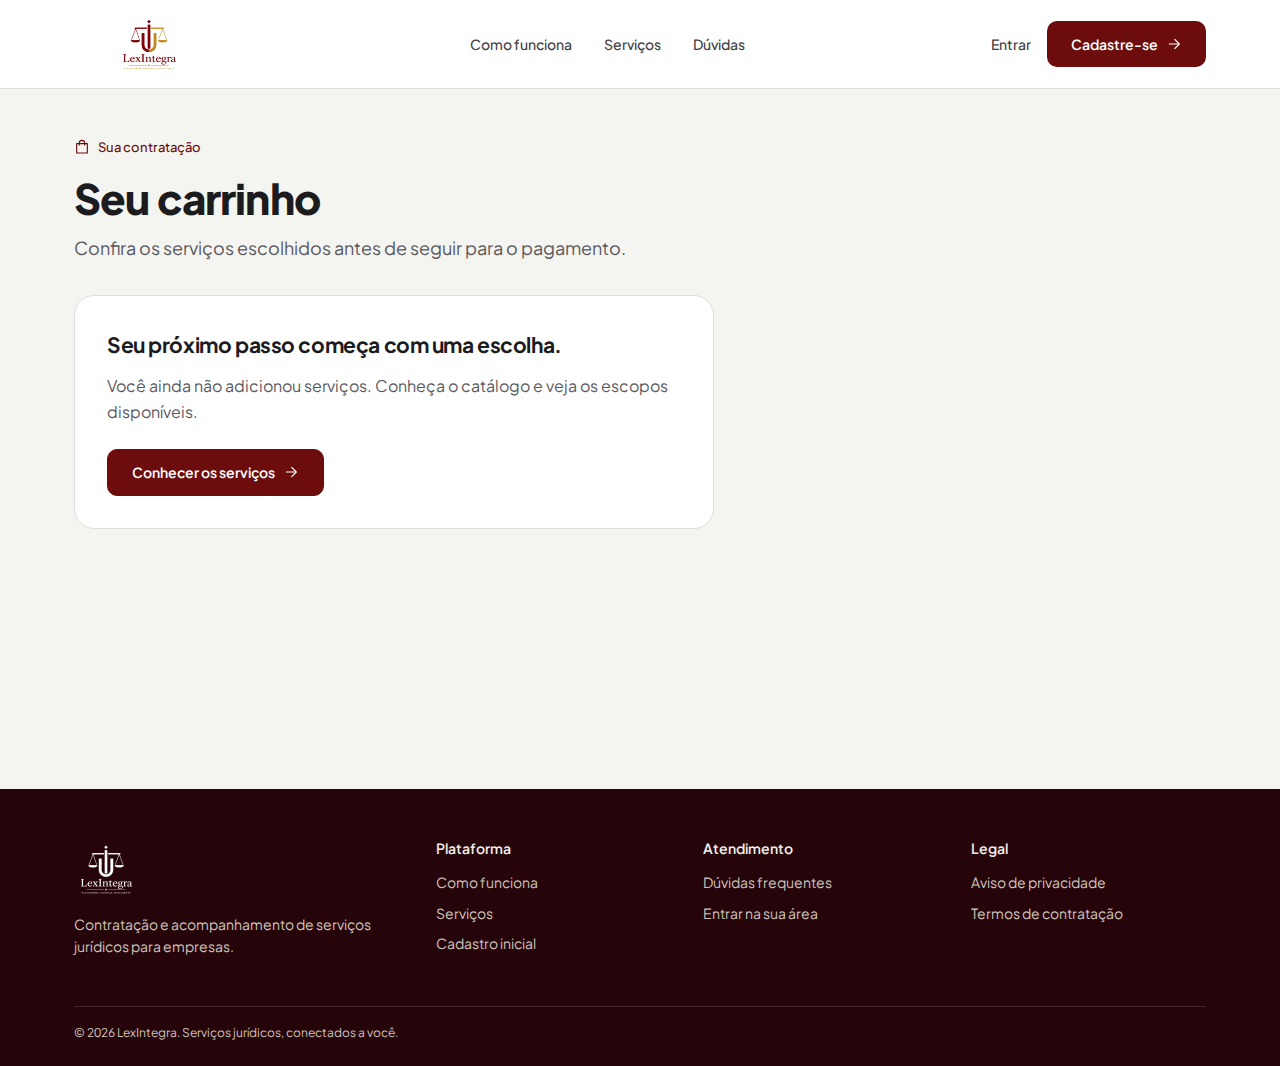 LexIntegra
Como funciona
Serviços
Dúvidas
Entrar
Cadastre-se
Sua contratação
Seu carrinho
Confira os serviços escolhidos antes de seguir para o pagamento.
Seu próximo passo começa com uma escolha.
Você ainda não adicionou serviços. Conheça o catálogo e veja os escopos
disponíveis.
Conhecer os serviços
LexIntegra
Contratação e acompanhamento de serviços
jurídicos para empresas.
Plataforma
Como funciona
Serviços
Cadastro inicial
Atendimento
Dúvidas frequentes
Entrar na sua área
Legal
Aviso de privacidade
Termos de contratação
© 2026 LexIntegra. Serviços jurídicos, conectados a você.